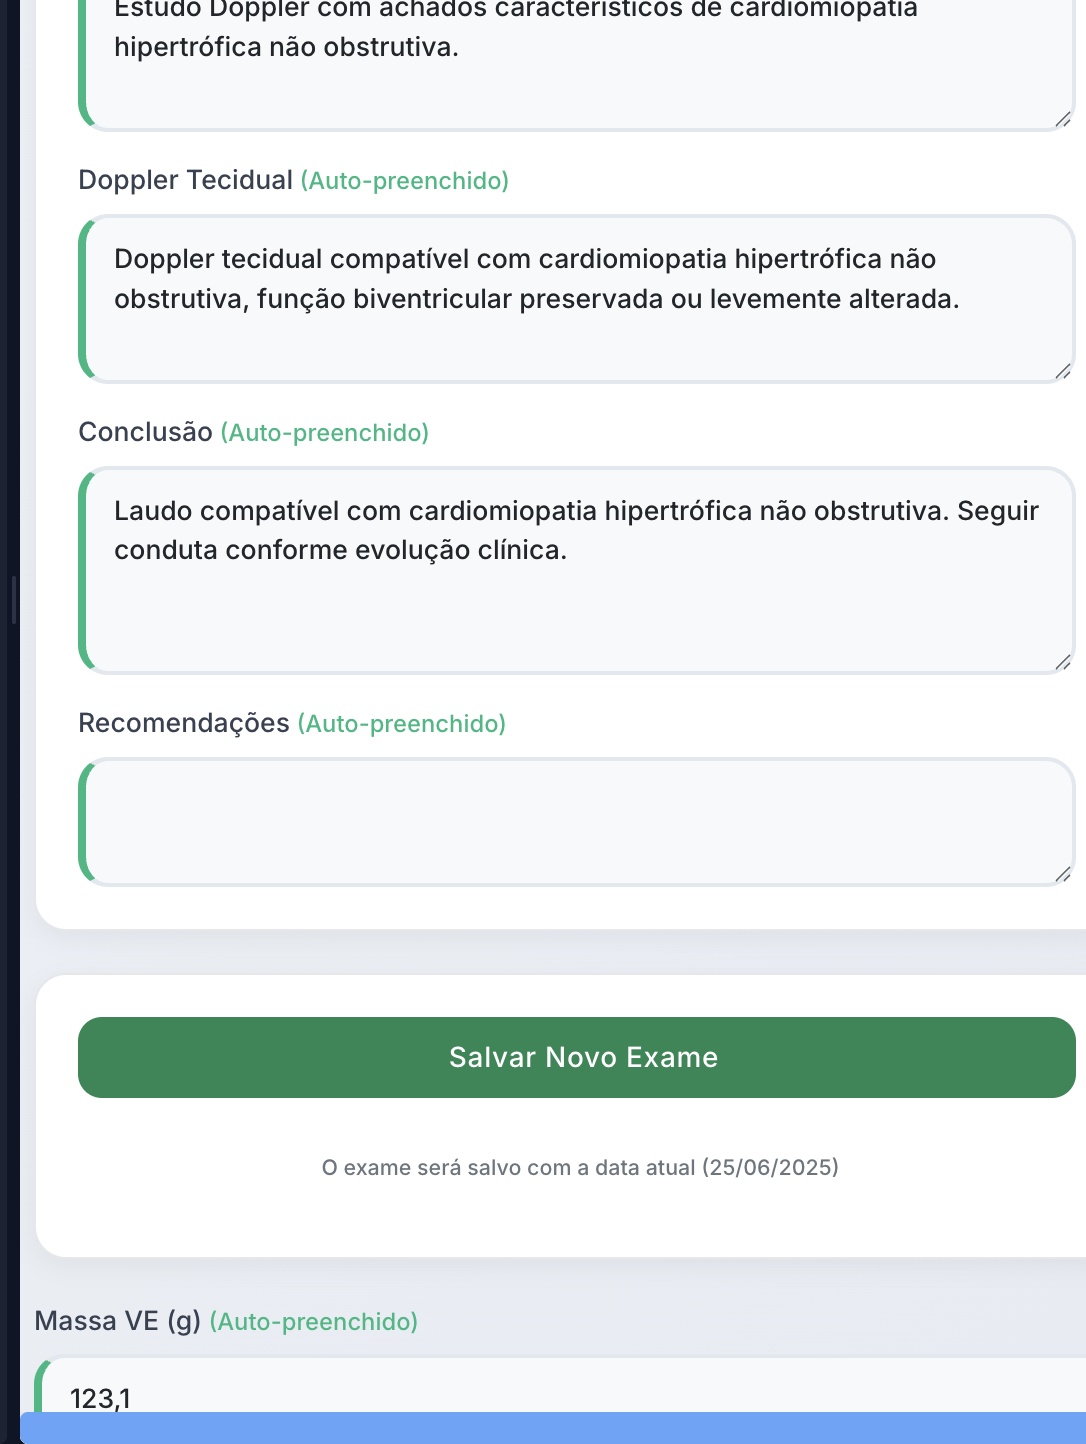 Estudo Doppler com achados característicos de cardiomiopatia
hipertrófica não obstrutiva.
Doppler Tecidual (Auto-preenchido)
Doppler tecidual compatível com cardiomiopatia hipertrófica não
obstrutiva, função biventricular preservada ou levemente alterada.
Conclusão (Auto-preenchido)
Laudo compatível com cardiomiopatia hipertrófica não obstrutiva. Seguir
conduta conforme evolução clínica.
Recomendações (Auto-preenchido)
Salvar Novo Exame
O exame será salvo com a data atual (25/06/2025)
Massa VE (g) (Auto-preenchido)
123,1